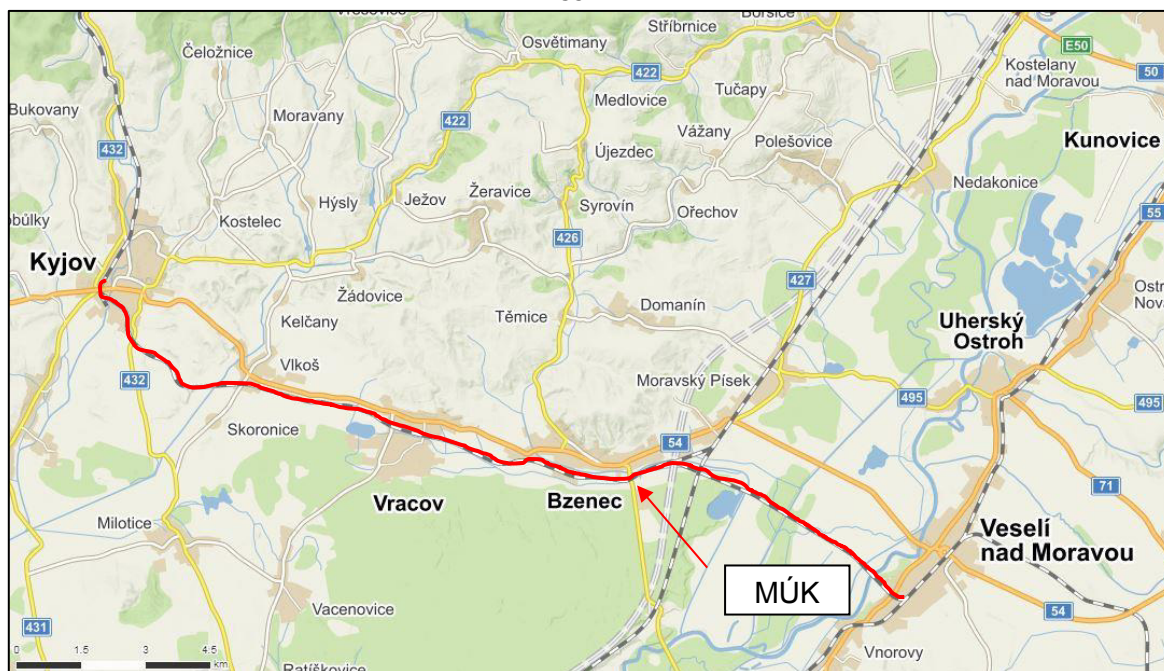 Osvětimany
Stříbrnice
Čeložnice
E50
50
422
Kostelany
nad Moravou
Bukovany
Moravany
Medlovice
Tučapy
432
422
Vážany
Kunovice
Polešovice
Újezdec
Hýsly
Ježov
Žeravice
Nedakonice
Kostelec
Syrovín
Ořechov
55
426
Kyjov
427
Žádovice
Domanín
Kelčany
Těmice
Uherský
Ostroh
Vlkoš
Moravský Písek
432
495
495
Skoronice
54
71
Vracov
Bzenec
Milotice
Veselí
nad Moravou
MÚK
Vacenovice
54
431
0 1.5 3 4.5
km
Vnorovy
Ratíškovice